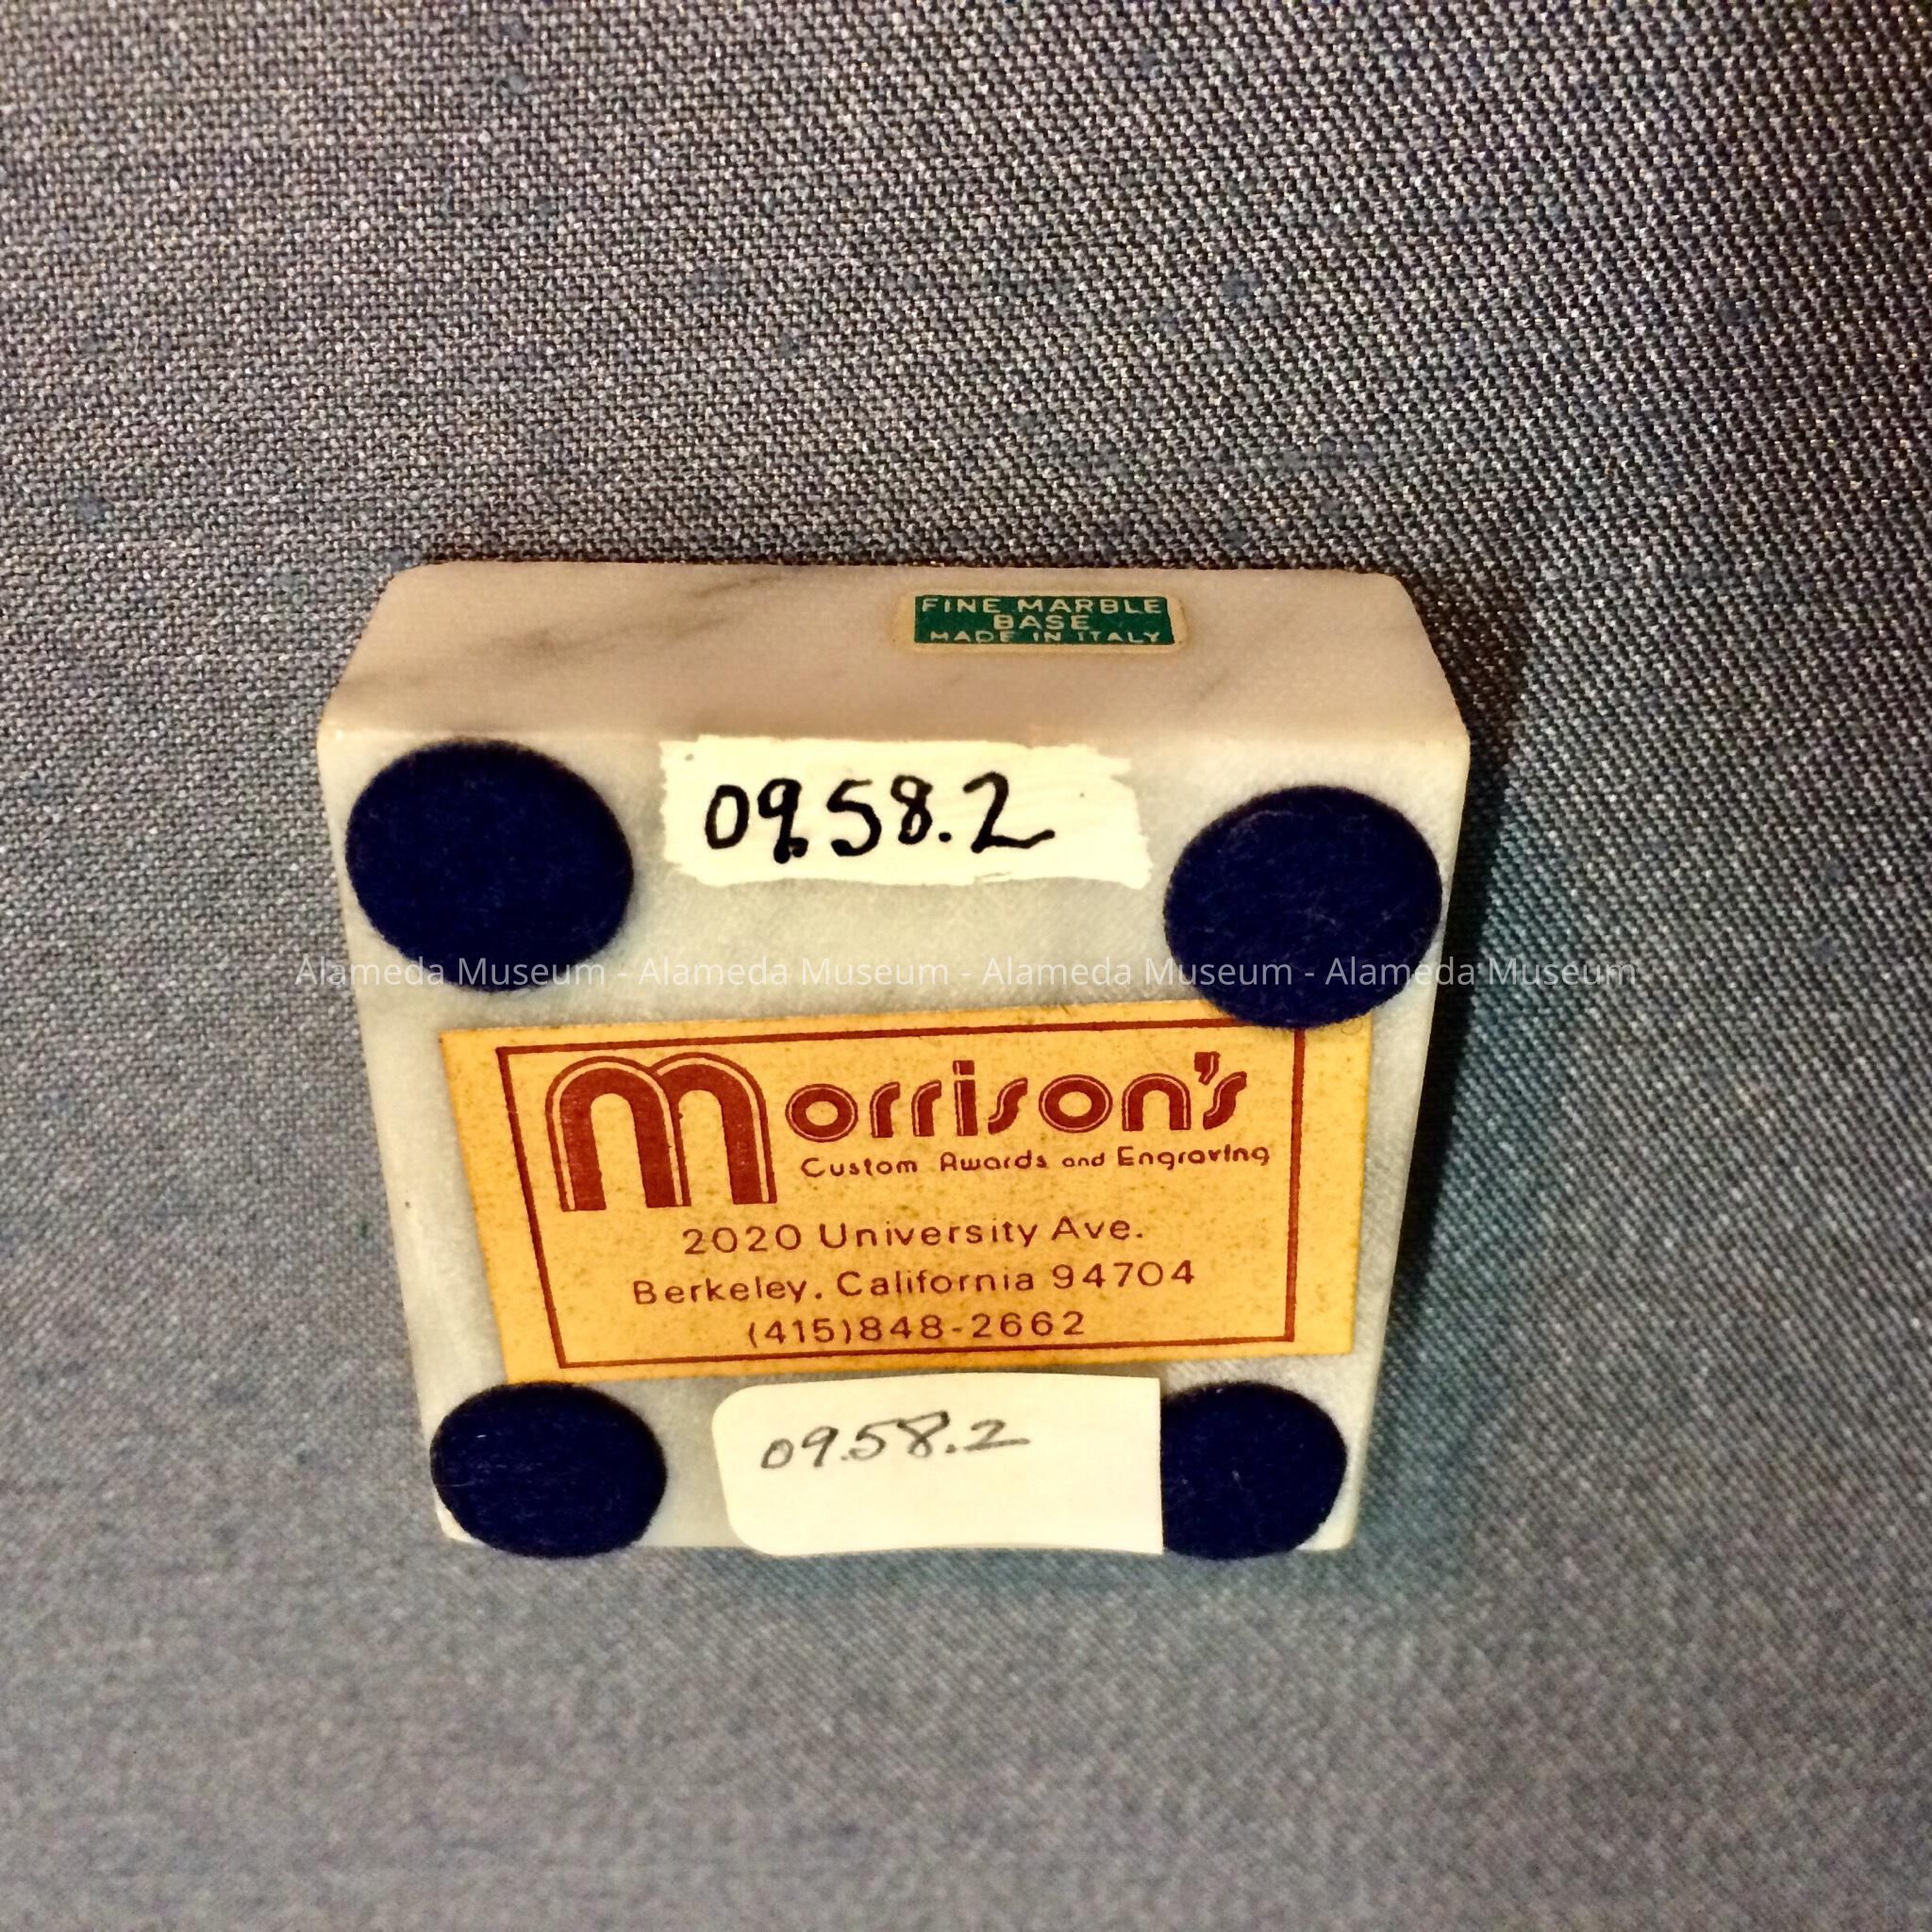 FINE MARBLE
BASE
MADE IN ITALY
09.58.2
Alameda Museum - Alameda Museum - Alameda Museum - Alameda Museum
Morrison's
Custom Awards and Engraving
2020 University Ave.
Berkeley, California 94704
(415)848-2662
09.58.2